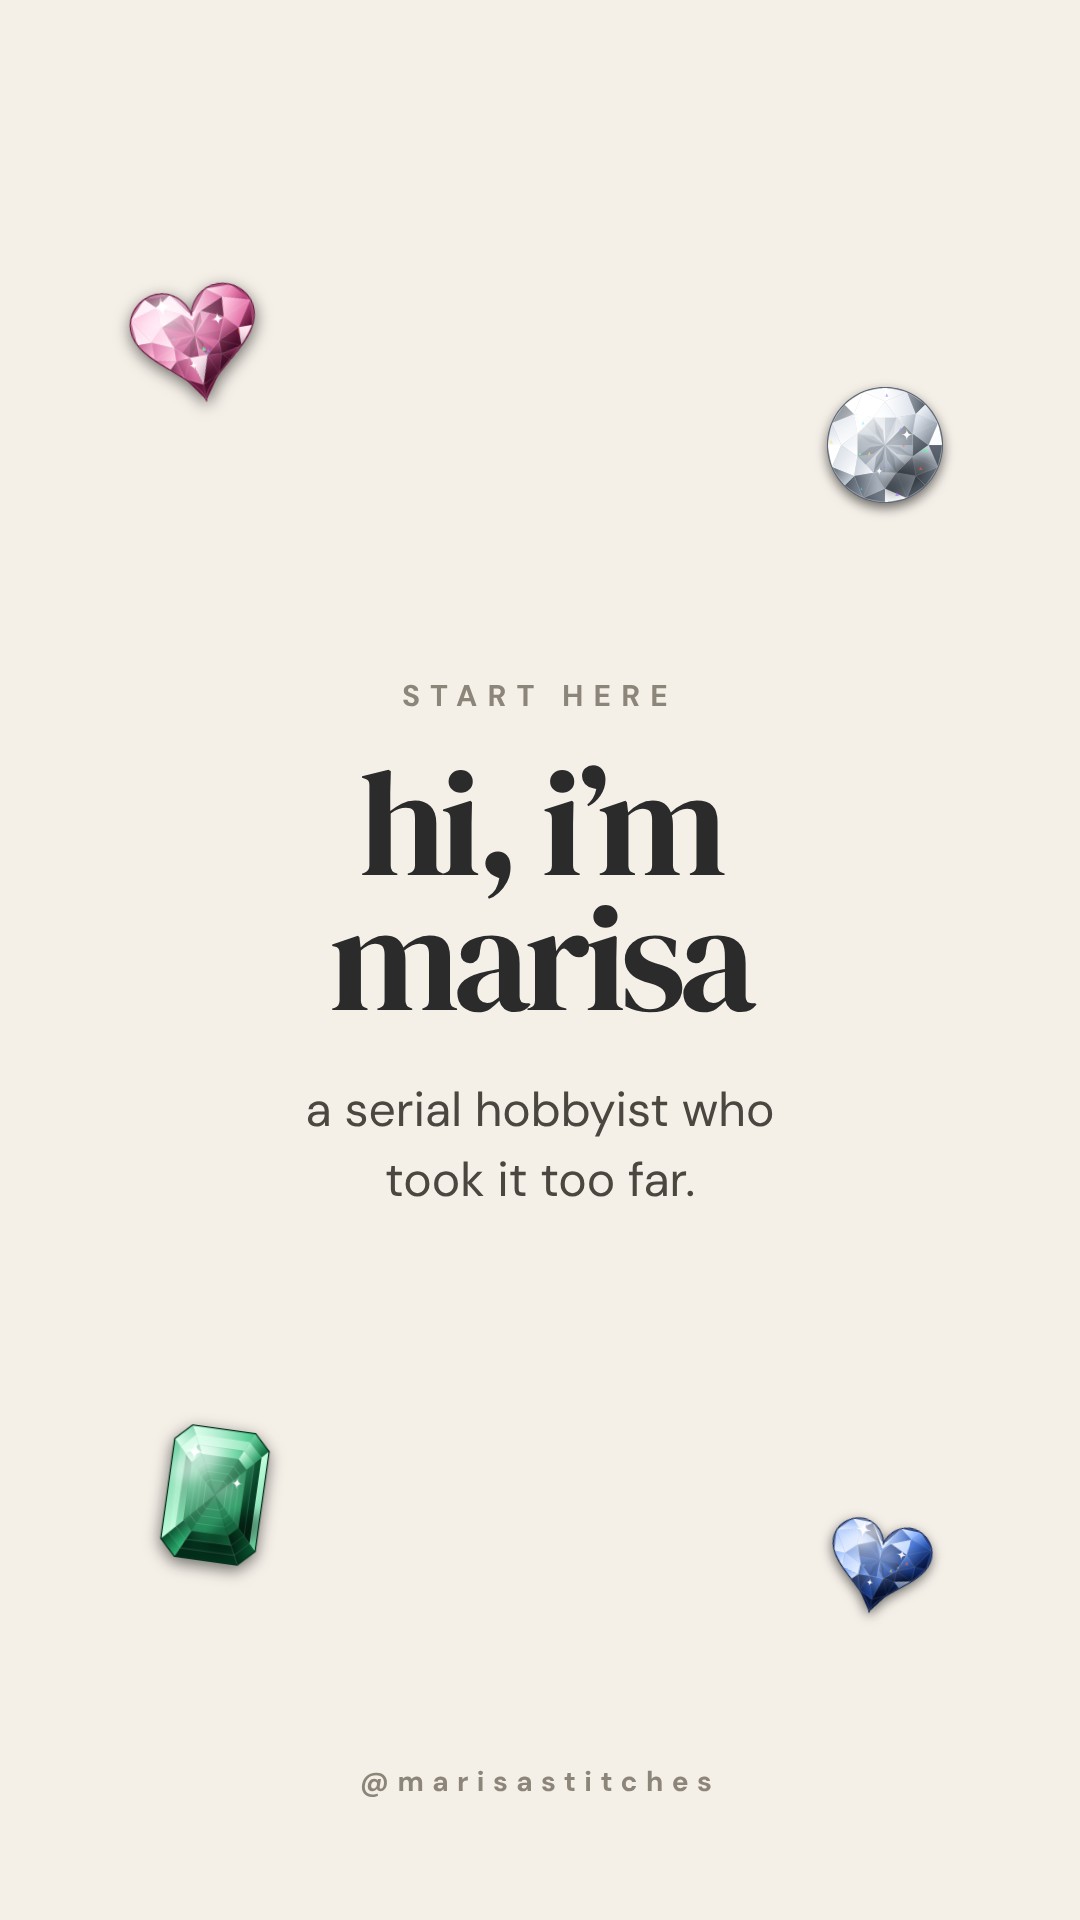 START HERE
hi, i’m
marisa
a serial hobbyist who
took it too far.
@marisastitches